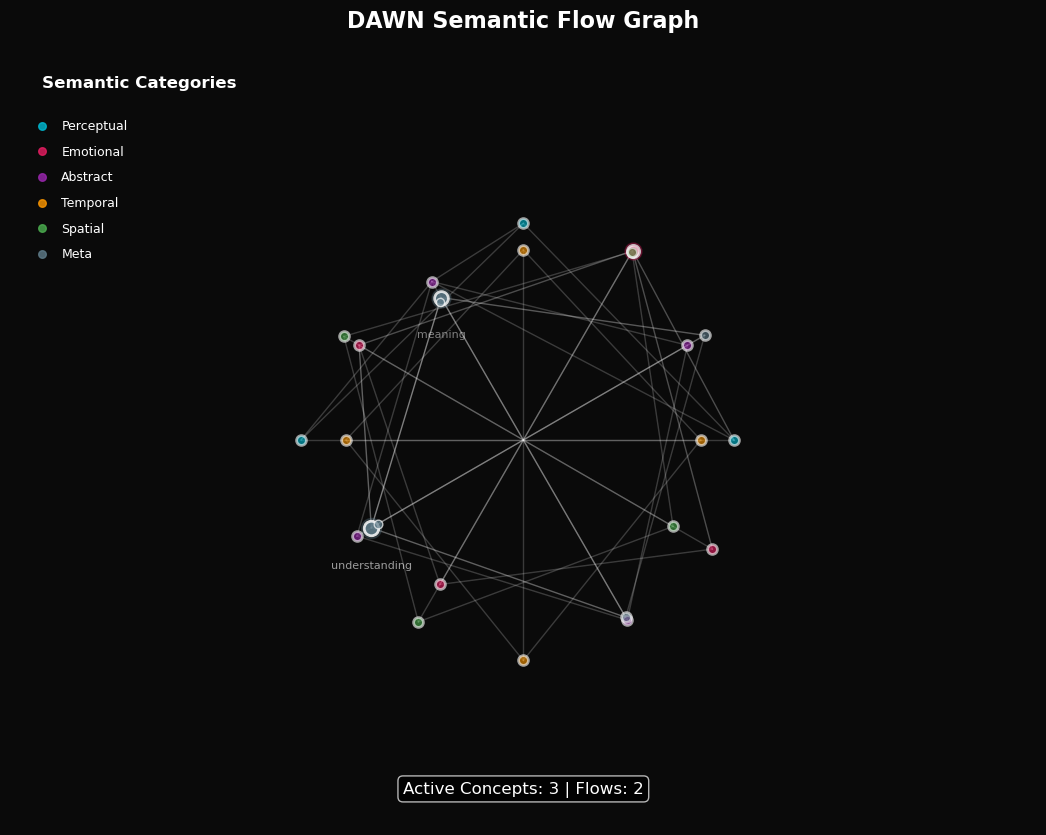 DAWN Semantic Flow Graph
Semantic Categories
Perceptual
Emotional
Abstract
Temporal
Spatial
Meta
meaning
understanding
Active Concepts: 3 | Flows: 2